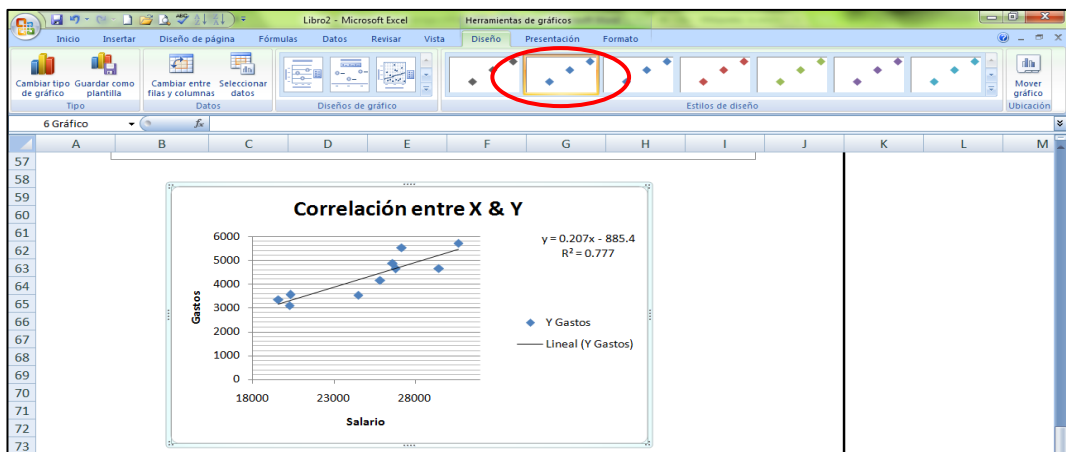 Libro2 - Microsoft Excel
Herramientas de gráficos
Inicio Insertar Diseño de página Fórmulas Datos Revisar Vista Diseño Presentación Formato
Cambiar tipo de gráfico
Guardar como plantilla
Cambiar entre filas y columnas
Seleccionar datos
Mover gráfico
Tipo Datos Diseños de gráfico Estilos de diseño Ubicación
6 Gráfico fx
A B C D E F G H I J K L M
57
58
59
60
61
62
63
64
65
66
67
68
69
70
71
72
73
Correlación entre X & Y
y = 0.207x - 885.4
R² = 0.777
6000
5000
4000
3000
2000
1000
0
Gastos
18000 23000 28000
Salario
Y Gastos
Lineal (Y Gastos)